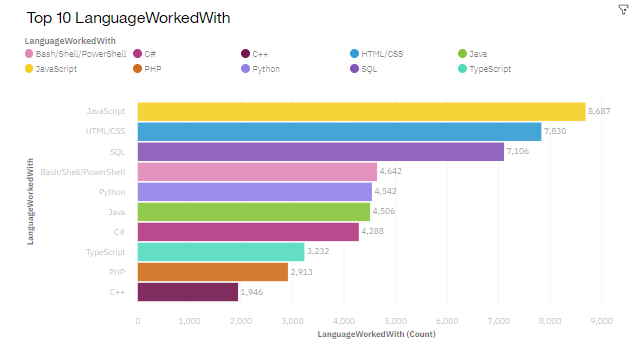 Top 10 LanguageWorkedWith
LanguageWorkedWith
Bash/Shell/PowerShell C# C++ HTML/CSS Java
JavaScript PHP Python SQL TypeScript
LanguageWorkedWith
JavaScript 8,687
HTML/CSS 7,830
SQL 7,106
Bash/Shell/PowerShell 4,642
Python 4,542
Java 4,506
C# 4,288
TypeScript 3,232
PHP 2,913
C++ 1,946
0 1,000 2,000 3,000 4,000 5,000 6,000 7,000 8,000 9,000
LanguageWorkedWith (Count)